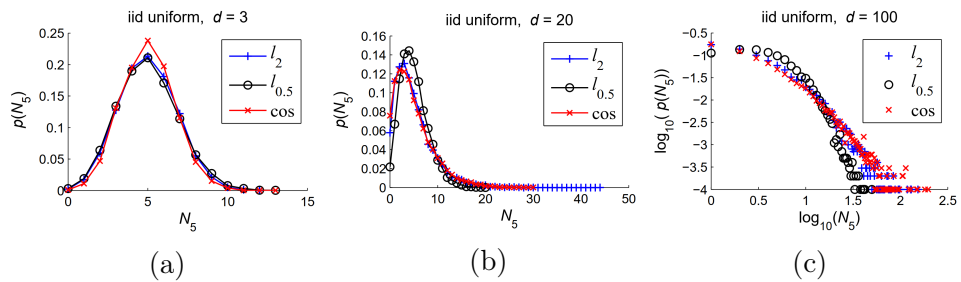 iid uniform, d = 3
0.25
0.2
0.15
0.1
0.05
0
p(N5)
0 5 10 15
N5
l2
l0.5
cos
(a)
iid uniform, d = 20
0.16
0.14
0.12
0.10
0.08
0.06
0.04
0.02
0
p(N5)
0 10 20 30 40 50
N5
l2
l0.5
cos
(b)
iid uniform, d = 100
−0.5
−1
−1.5
−2
−2.5
−3
−3.5
−4
log10( p(N5))
0 0.5 1.0 1.5 2 2.5
log10(N5)
l2
l0.5
cos
(c)